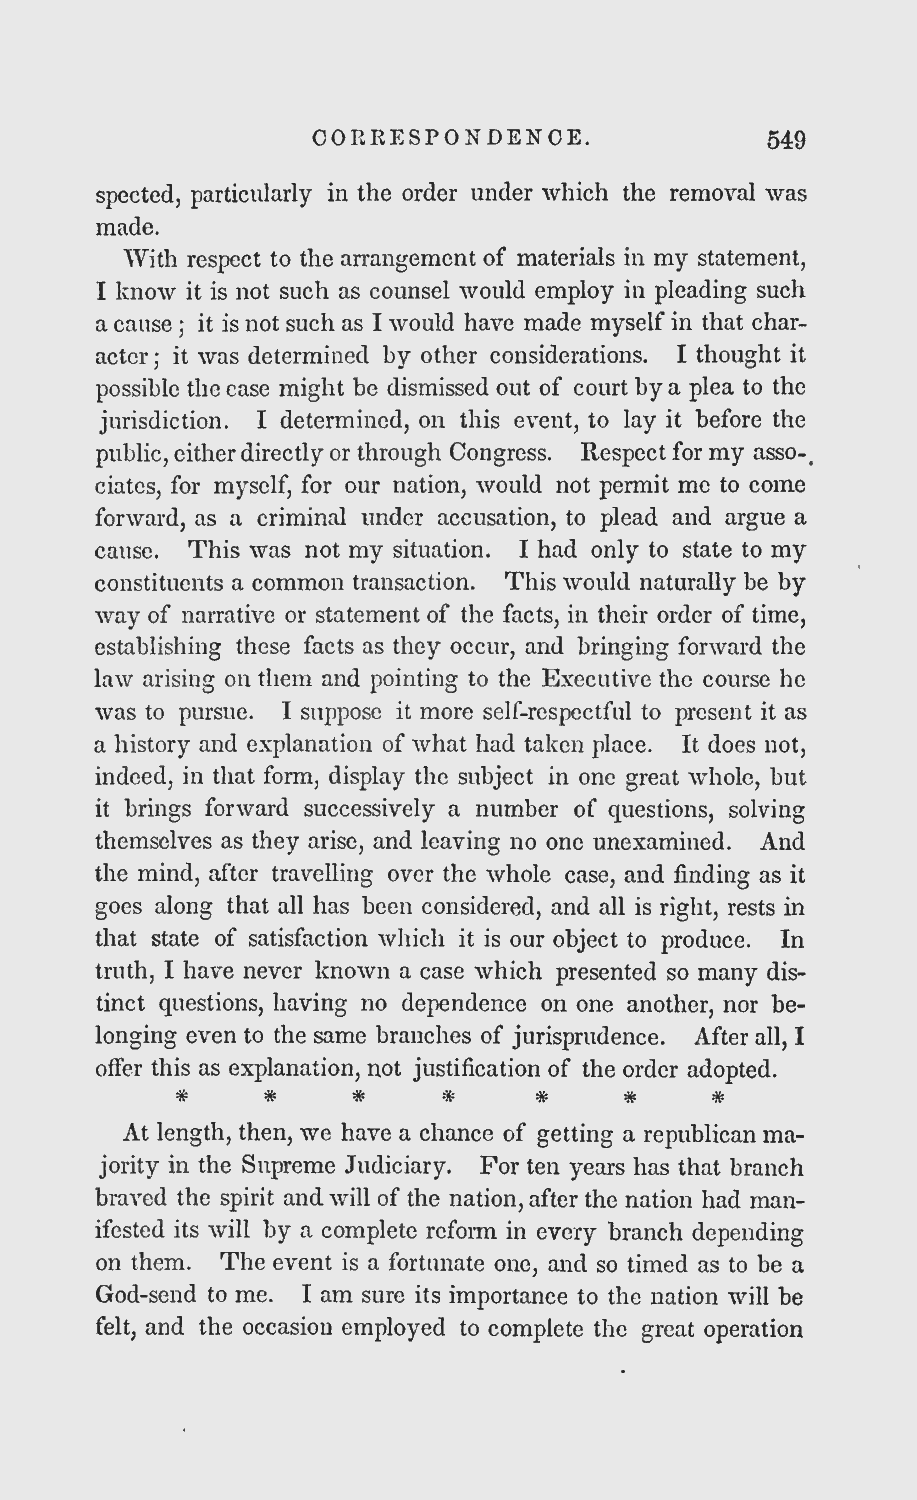 CORRESPONDENCE. 549
spected, particularly in the order under which the removal was
made.
With respect to the arrangement of materials in my statement,
I know it is not such as counsel would employ in pleading such
a cause; it is not such as I would have made myself in that char-
acter; it was determined by other considerations. I thought it
possible the case might be dismissed out of court by a plea to the
jurisdiction. I determined, on this event, to lay it before the
public, either directly or through Congress. Respect for my asso-
ciates, for myself, for our nation, would not permit me to come
forward, as a criminal under accusation, to plead and argue a
cause. This was not my situation. I had only to state to my
constituents a common transaction. This would naturally be by
way of narrative or statement of the facts, in their order of time,
establishing these facts as they occur, and bringing forward the
law arising on them and pointing to the Executive the course he
was to pursue. I suppose it more self-respectful to present it as
a history and explanation of what had taken place. It does not,
indeed, in that form, display the subject in one great whole, but
it brings forward successively a number of questions, solving
themselves as they arise, and leaving no one unexamined. And
the mind, after travelling over the whole case, and finding as it
goes along that all has been considered, and all is right, rests in
that state of satisfaction which it is our object to produce. In
truth, I have never known a case which presented so many dis-
tinct questions, having no dependence on one another, nor be-
longing even to the same branches of jurisprudence. After all, I
offer this as explanation, not justification of the order adopted.
* * * * * * *
At length, then, we have a chance of getting a republican ma-
jority in the Supreme Judiciary. For ten years has that branch
braved the spirit and will of the nation, after the nation had man-
ifested its will by a complete reform in every branch depending
on them. The event is a fortunate one, and so timed as to be a
God-send to me. I am sure its importance to the nation will be
felt, and the occasion employed to complete the great operation